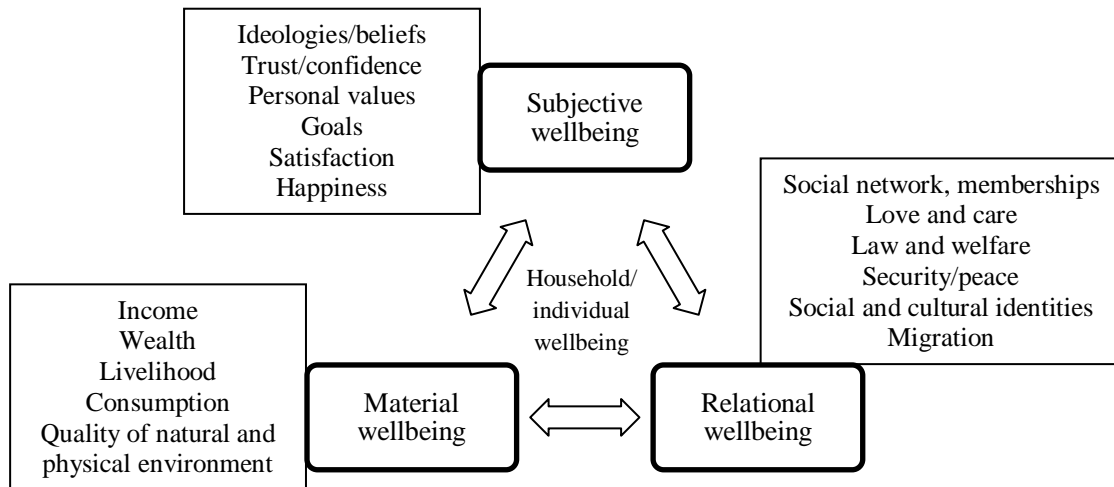 Ideologies/beliefs
Trust/confidence
Personal values
Goals
Satisfaction
Happiness
Subjective
wellbeing
Social network, memberships
Love and care
Law and welfare
Security/peace
Social and cultural identities
Migration
Household/
individual
wellbeing
Income
Wealth
Livelihood
Consumption
Quality of natural and
physical environment
Material
wellbeing
Relational
wellbeing